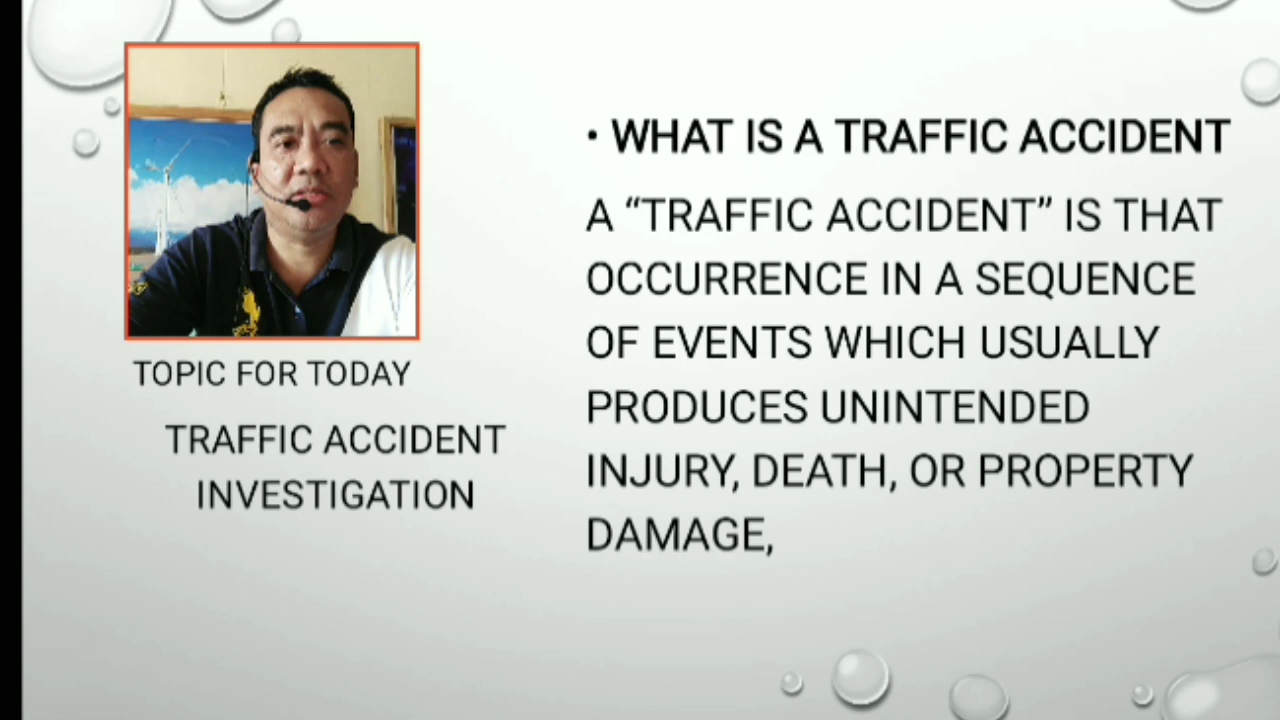 TOPIC FOR TODAY
TRAFFIC ACCIDENT
INVESTIGATION
• WHAT IS A TRAFFIC ACCIDENT
A “TRAFFIC ACCIDENT” IS THAT
OCCURRENCE IN A SEQUENCE
OF EVENTS WHICH USUALLY
PRODUCES UNINTENDED
INJURY, DEATH, OR PROPERTY
DAMAGE,